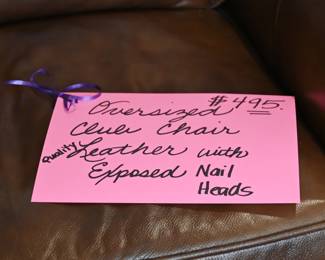 Oversized $495.
Club Chair
Quality Leather with
Exposed Nail
Heads